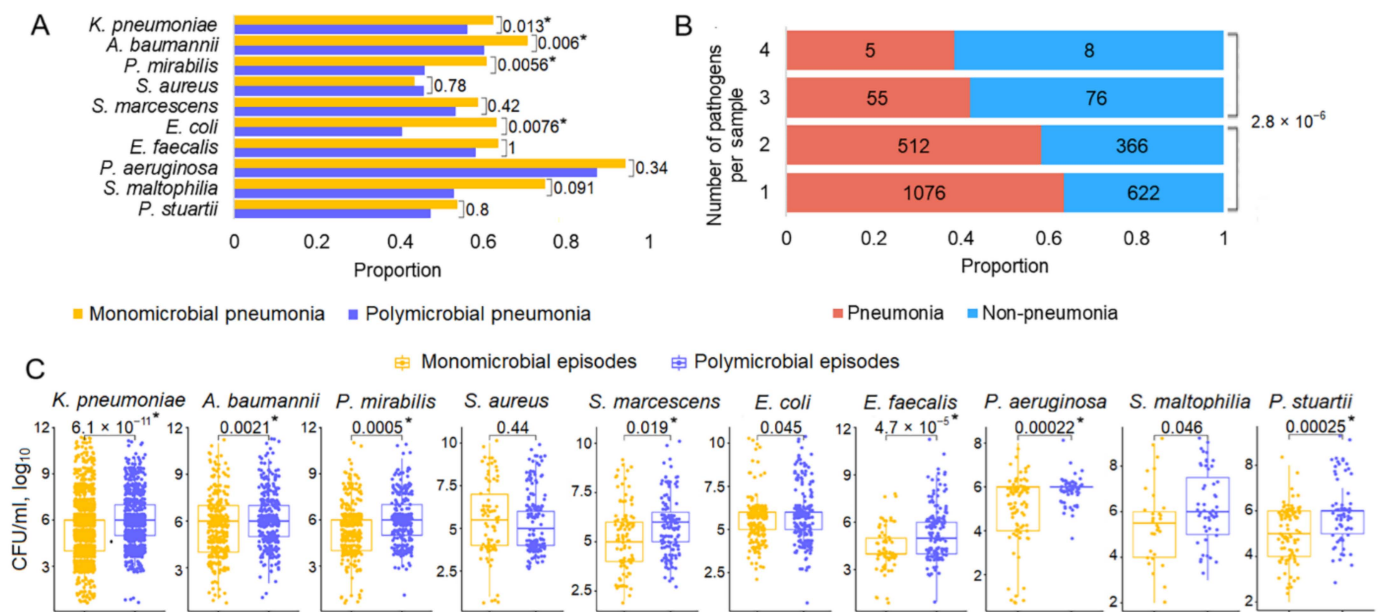 A
K. pneumoniae
0.013*
A. baumannii
0.006*
P. mirabilis
0.0056*
S. aureus
0.78
S. marcescens
0.42
E. coli
0.0076*
E. faecalis
1
P. aeruginosa
0.34
S. maltophilia
0.091
P. stuartii
0.8
0 0.2 0.4 0.6 0.8 1
Proportion
Monomicrobial pneumonia Polymicrobial pneumonia
B
Number of pathogens
per sample
4 5 8
3 55 76
2 512 366
1 1076 622
2.8 × 10⁻⁶
0 0.2 0.4 0.6 0.8 1
Proportion
Pneumonia Non-pneumonia
C
Monomicrobial episodes Polymicrobial episodes
CFU/ml, log₁₀
K. pneumoniae
6.1 × 10⁻¹¹*
12
9
6
3
A. baumannii
0.0021*
12
9
6
3
P. mirabilis
0.0005*
12
9
6
3
S. aureus
0.44
10
7.5
5
2.5
S. marcescens
0.019*
10
7.5
5
2.5
E. coli
0.045
10
7.5
5
2.5
E. faecalis
4.7 × 10⁻⁵*
12
9
6
3
P. aeruginosa
0.00022*
8
6
4
2
S. maltophilia
0.046
8
6
4
2
P. stuartii
0.00025*
8
6
4
2